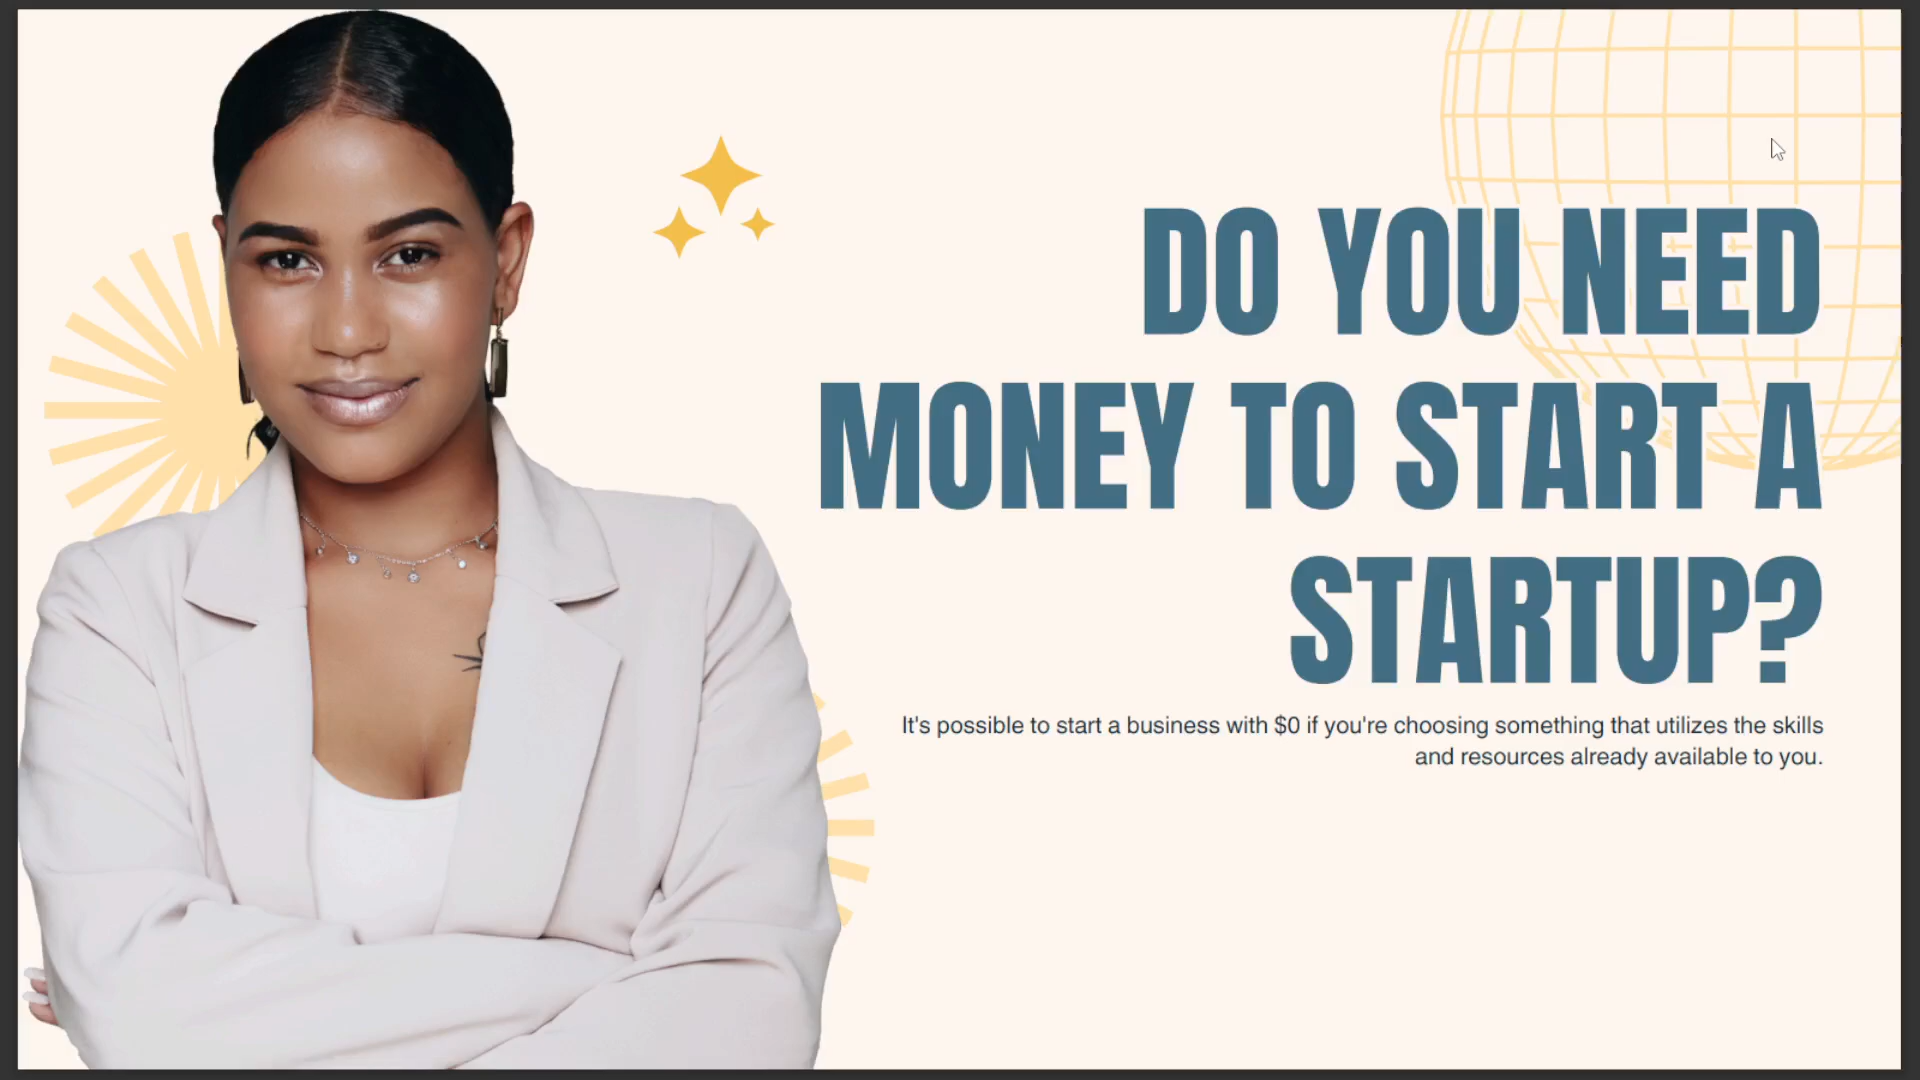 DO YOU NEED
MONEY TO START A
STARTUP?
It's possible to start a business with $0 if you're choosing something that utilizes the skills
and resources already available to you.